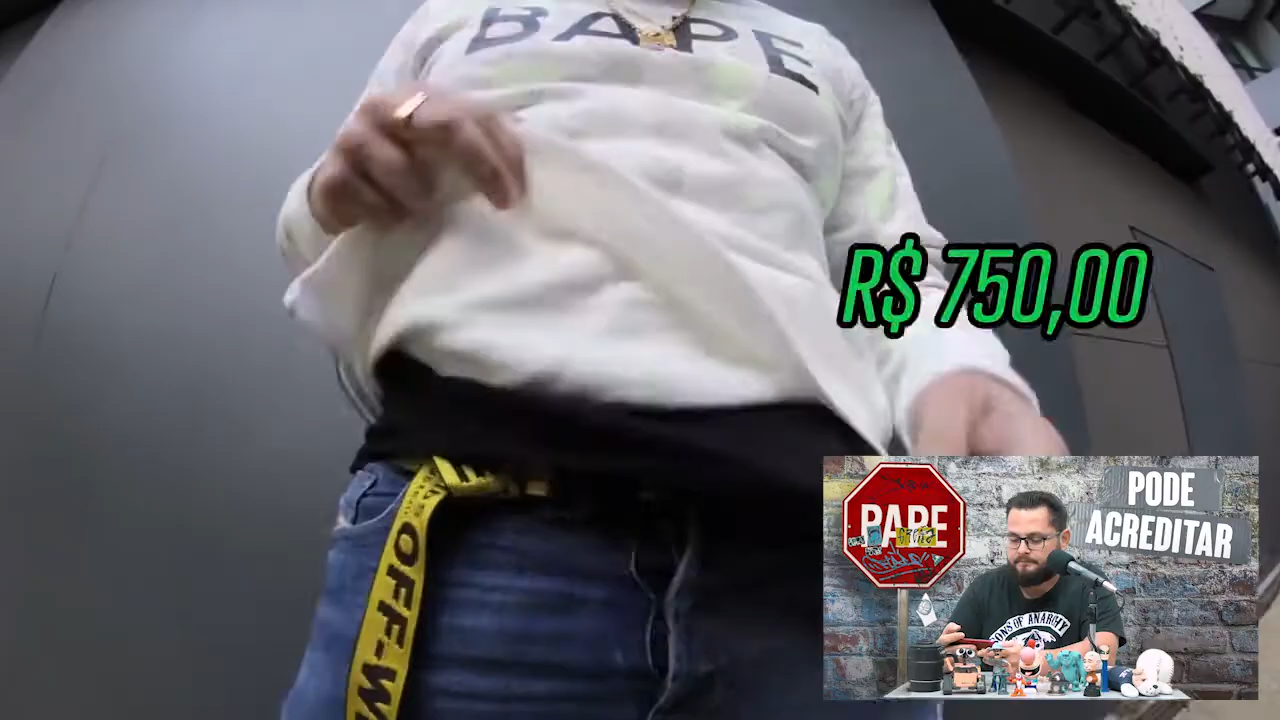 BAPE
R$ 750,00
OFF-W
PARE
PODE
ACREDITAR
SONS OF ANARCHY